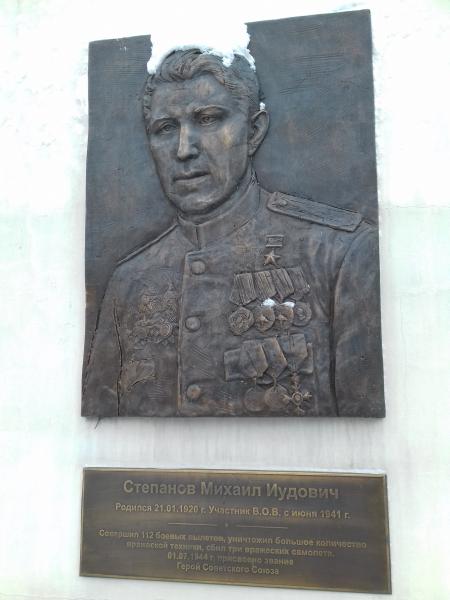 Степанов Михаил Иудович
Родился 21.01.1920 г. Участник В.О.В. с июня 1941 г.
Совершил 112 боевых вылетов, уничтожил большое количество
вражеской техники, сбил три вражеских самолета.
01.07.1944 г. присвоено звание
Герой Советского Союза